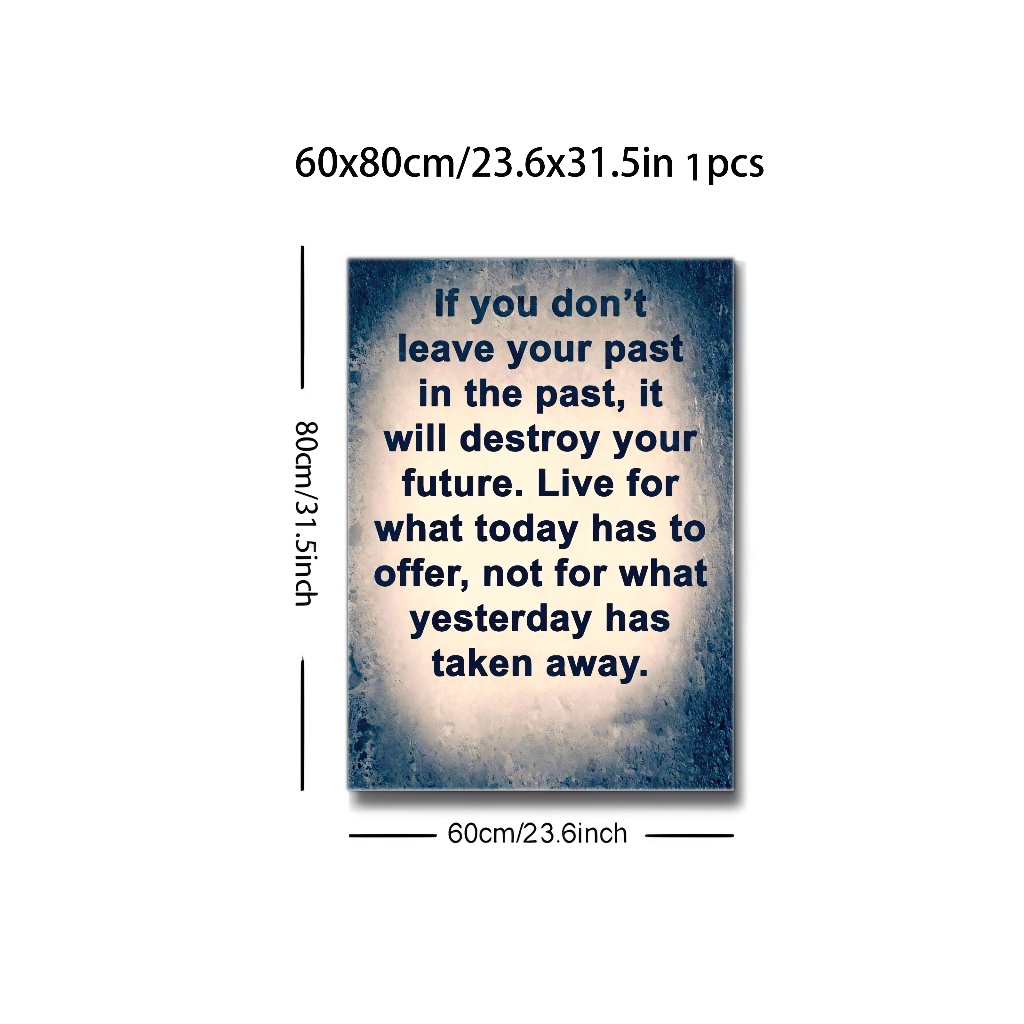 60x80cm/23.6x31.5in 1pcs
If you don’t
leave your past
in the past, it
will destroy your
future. Live for
what today has to
offer, not for what
yesterday has
taken away.
80cm/31.5inch
60cm/23.6inch